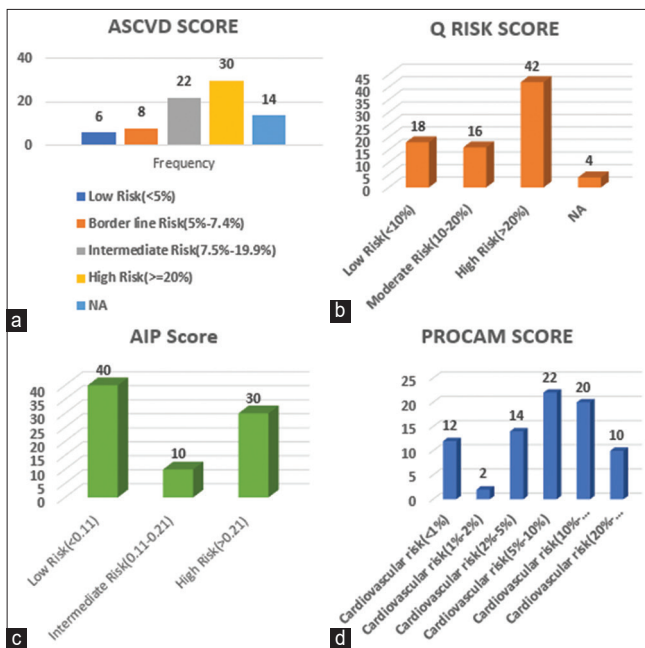 ASCVD SCORE
40
20
0
6
8
22
30
14
Frequency
Low Risk(<5%)
Border line Risk(5%-7.4%)
Intermediate Risk(7.5%-19.9%)
High Risk(>=20%)
NA
a
Q RISK SCORE
45
40
35
30
25
20
15
10
5
0
18
16
42
4
Low Risk(<10%)
Moderate Risk(10-20%)
High Risk(>20%)
NA
b
AIP Score
40
35
30
25
20
15
10
5
0
40
10
30
Low Risk(<0.11)
Intermediate Risk(0.11-0.21)
High Risk(>0.21)
c
PROCAM SCORE
25
20
15
10
5
0
12
2
14
22
20
10
Cardiovascular risk(<1%)
Cardiovascular risk(1%-2%)
Cardiovascular risk(2%-5%)
Cardiovascular risk(5%-10%)
Cardiovascular risk(10%-...
Cardiovascular risk(20%-...
d